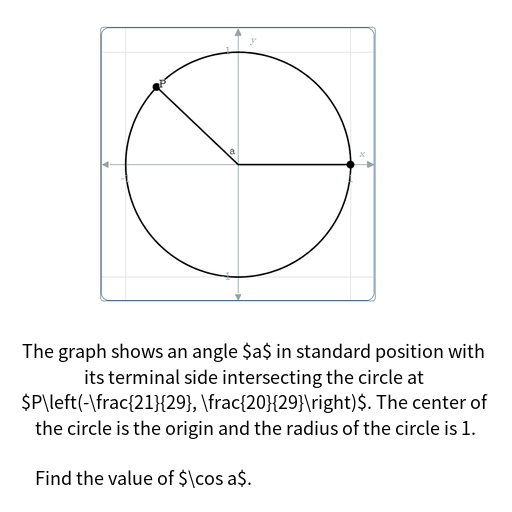 y
1
P
a
x
1
The graph shows an angle $a$ in standard position with
its terminal side intersecting the circle at
$P\left(-\frac{21}{29}, \frac{20}{29}\right)$. The center of
the circle is the origin and the radius of the circle is 1.
Find the value of $\cos a$.